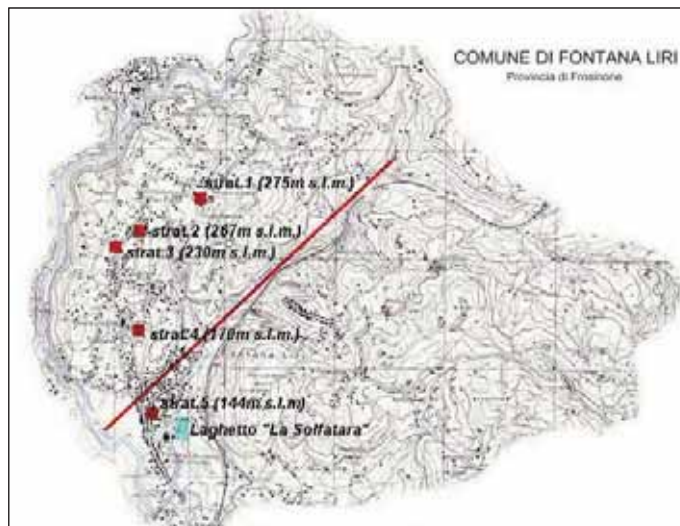 COMUNE DI FONTANA LIRI
Provincia di Frosinone
strat.1 (275m s.l.m.)
strat.2 (267m s.l.m.)
strat.3 (230m s.l.m.)
strat.4 (170m s.l.m.)
strat.5 (144m s.l.m)
Laghetto "La Solfatara"